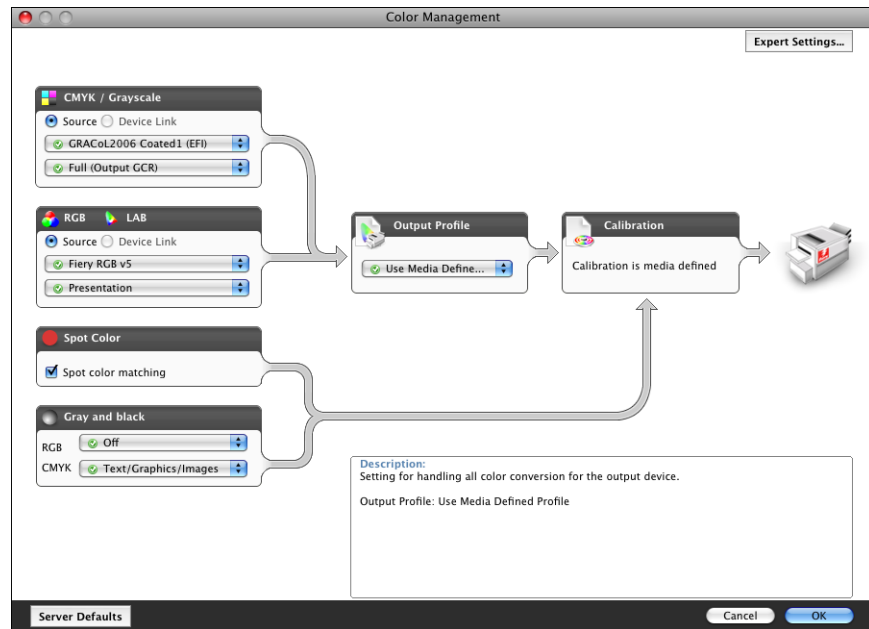 Color Management
Expert Settings...
CMYK / Grayscale
Source Device Link
GRACoL2006 Coated1 (EFI)
Full (Output GCR)
RGB LAB
Source Device Link
Fiery RGB v5
Presentation
Output Profile
Use Media Define...
Calibration
Calibration is media defined
Spot Color
Spot color matching
Gray and black
RGB Off
CMYK Text/Graphics/Images
Description:
Setting for handling all color conversion for the output device.
Output Profile: Use Media Defined Profile
Server Defaults
Cancel
OK